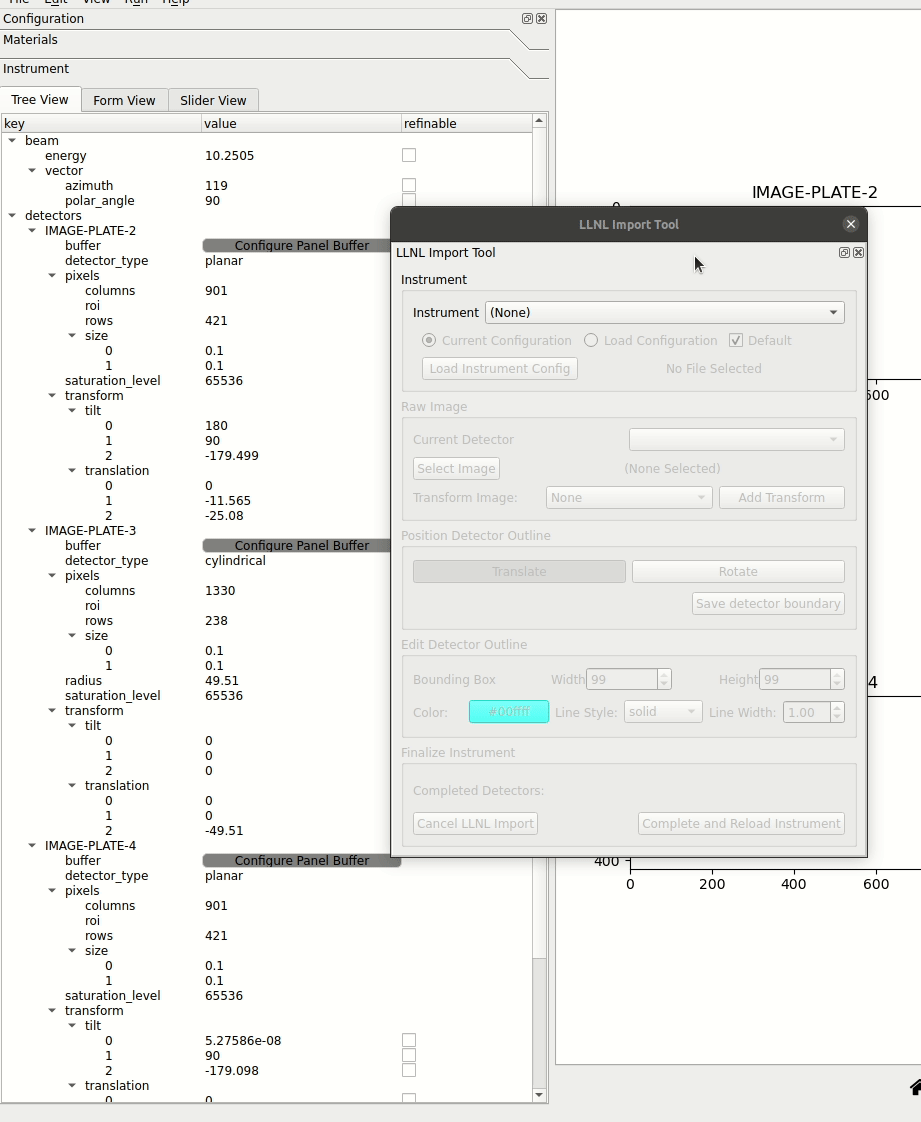 File Edit View Run Help
Configuration
Materials
Instrument
Tree View Form View Slider View
key value refinable
beam
energy 10.2505
vector
azimuth 119
polar_angle 90
detectors
IMAGE-PLATE-2
buffer Configure Panel Buffer
detector_type planar
pixels
columns 901
roi
rows 421
size
0 0.1
1 0.1
saturation_level 65536
transform
tilt
0 180
1 90
2 -179.499
translation
0 0
1 -11.565
2 -25.08
IMAGE-PLATE-3
buffer Configure Panel Buffer
detector_type cylindrical
pixels
columns 1330
roi
rows 238
size
0 0.1
1 0.1
radius 49.51
saturation_level 65536
transform
tilt
0 0
1 0
2 0
translation
0 0
1 0
2 -49.51
IMAGE-PLATE-4
buffer Configure Panel Buffer
detector_type planar
pixels
columns 901
roi
rows 421
size
0 0.1
1 0.1
saturation_level 65536
transform
tilt
0 5.27586e-08
1 90
2 -179.098
translation
0 0
LLNL Import Tool
LLNL Import Tool
Instrument
Instrument (None)
Current Configuration Load Configuration Default
Load Instrument Config No File Selected
Raw Image
Current Detector
Select Image (None Selected)
Transform Image: None Add Transform
Position Detector Outline
Translate Rotate
Save detector boundary
Edit Detector Outline
Bounding Box Width 99 Height 99
Color: #00ffff Line Style: solid Line Width: 1.00
Finalize Instrument
Completed Detectors:
Cancel LLNL Import Complete and Reload Instrument
IMAGE-PLATE-2
0
600
4
400
0 200 400 600